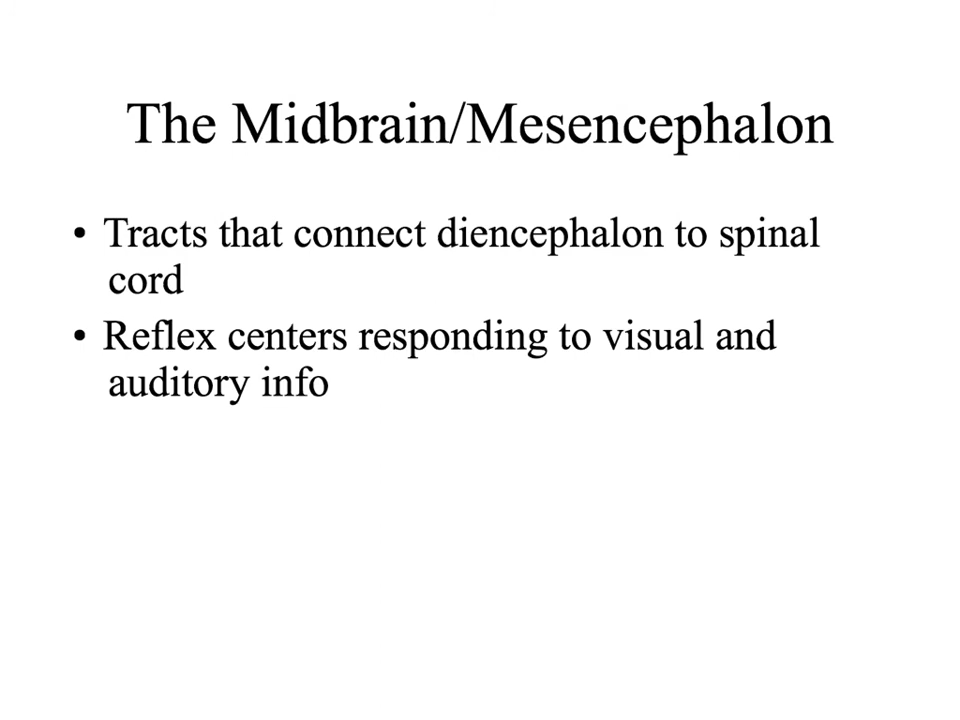 The Midbrain/Mesencephalon
• Tracts that connect diencephalon to spinal
cord
• Reflex centers responding to visual and
auditory info